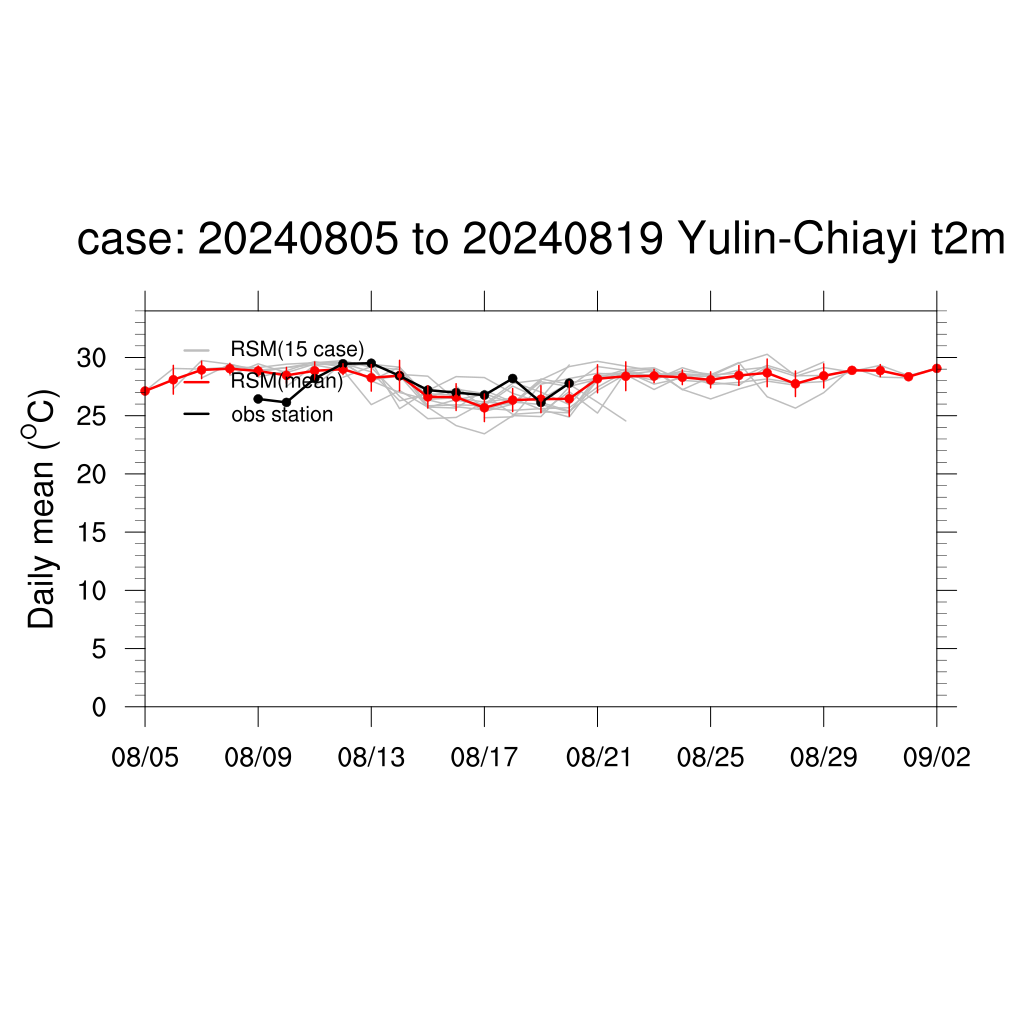 case: 20240805 to 20240819 Yulin-Chiayi t2m
Daily mean (OC)
RSM(15 case)
RSM(mean)
obs station
30
25
20
15
10
5
0
08/05 08/09 08/13 08/17 08/21 08/25 08/29 09/02